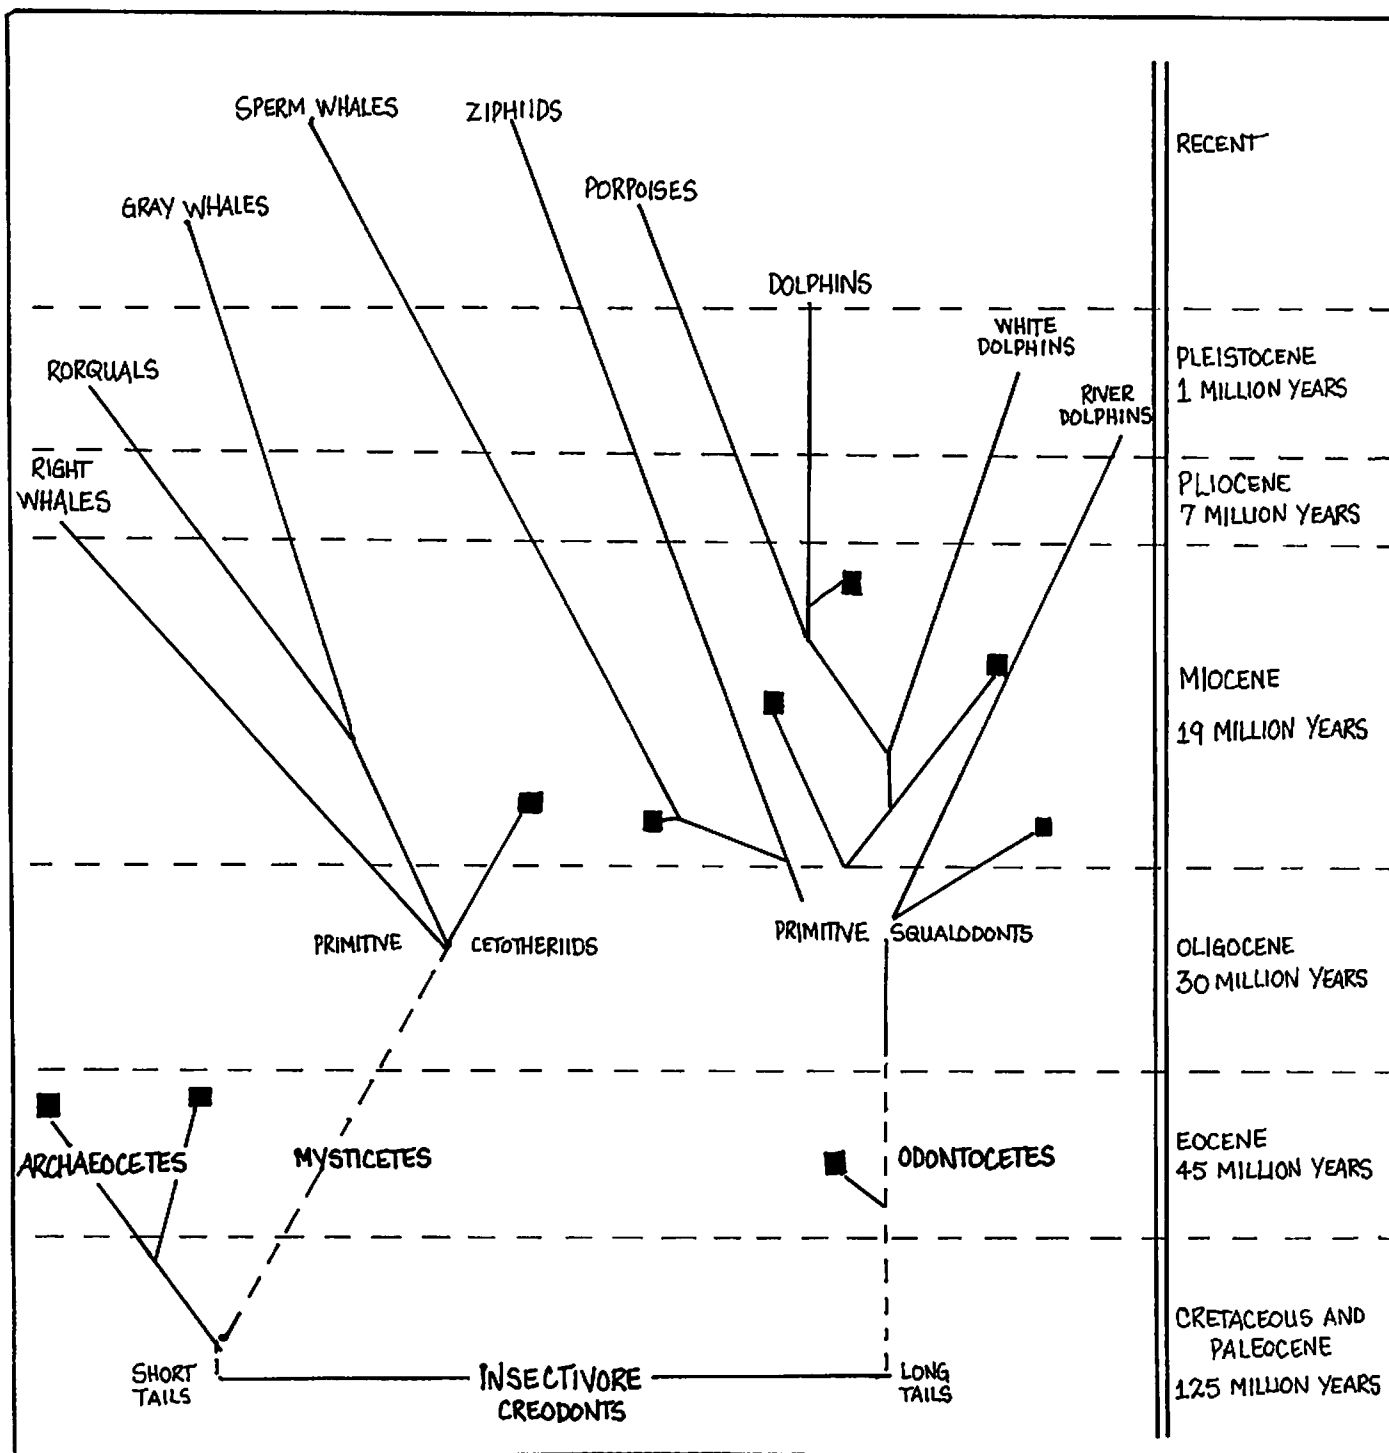 SPERM WHALES
ZIPHIIDS
RECENT
PORPOISES
GRAY WHALES
DOLPHINS
WHITE
DOLPHINS
PLEISTOCENE
1 MILLION YEARS
RORQUALS
RIVER
DOLPHINS
RIGHT
WHALES
PLIOCENE
7 MILLION YEARS
MIOCENE
19 MILLION YEARS
PRIMITIVE CETOTHERIIDS
PRIMITIVE SQUALODONTS
OLIGOCENE
30 MILLION YEARS
ARCHAEOCETES
MYSTICETES
ODONTOCETES
EOCENE
45 MILLION YEARS
CRETACEOUS AND
PALEOCENE
125 MILLION YEARS
SHORT
TAILS
INSECTIVORE
CREODONTS
LONG
TAILS